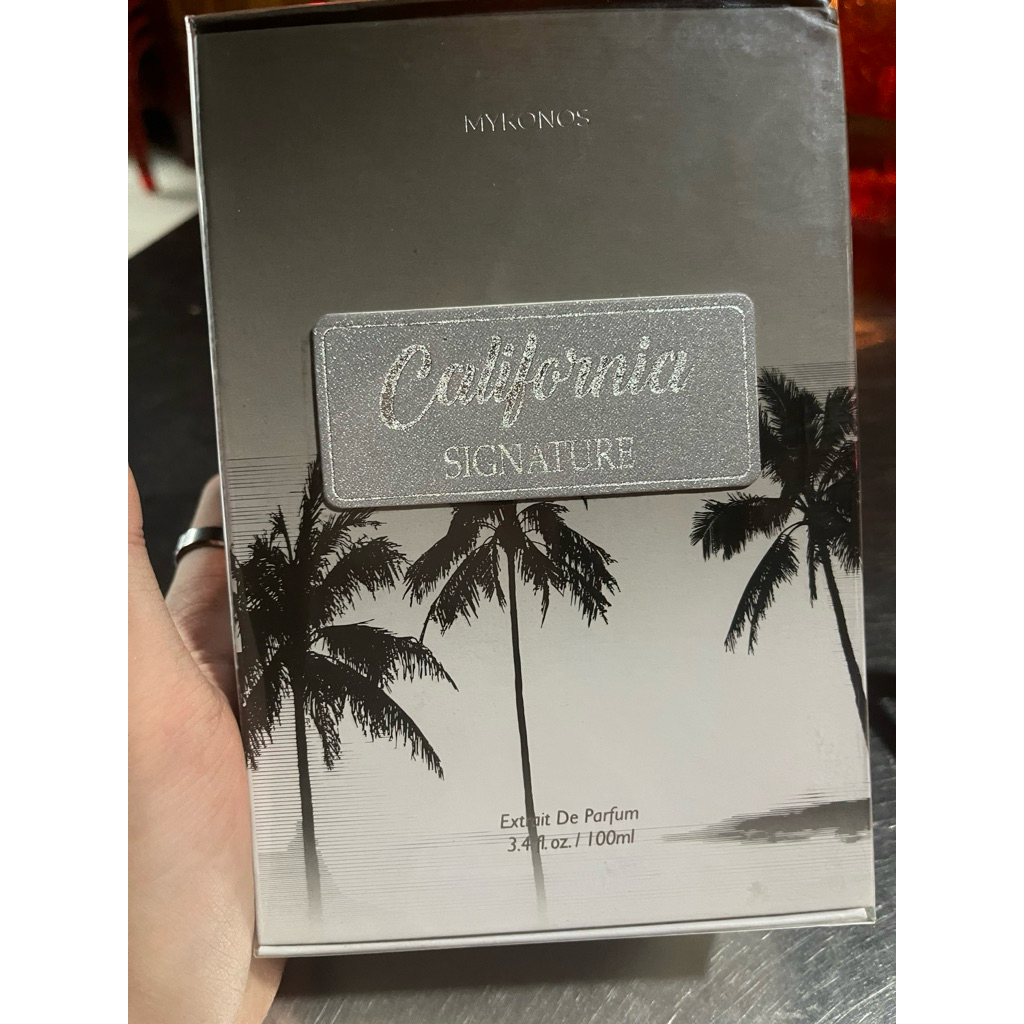 MYKONOS
California
SIGNATURE
Extrait De Parfum
3.4 fl. oz. / 100ml